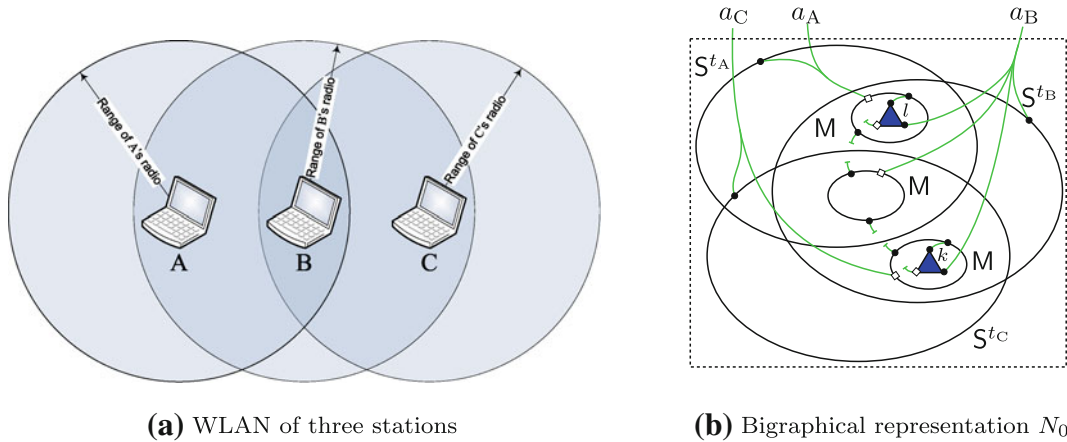 Range of A's radio
Range of B's radio
Range of C's radio
A
B
C
(a) WLAN of three stations
a_C
a_A
a_B
S^{t_A}
S^{t_B}
l
M
M
k
M
S^{t_C}
(b) Bigraphical representation N_0